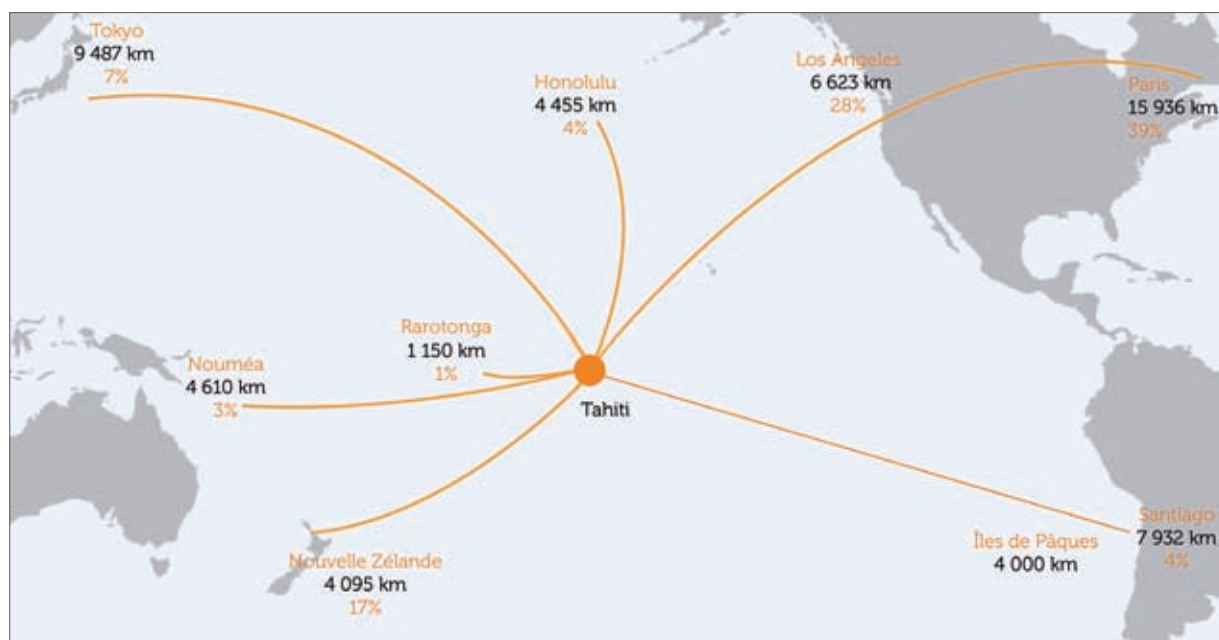 Tokyo
9 487 km
7%
Honolulu
4 455 km
4%
Los Angeles
6 623 km
28%
Paris
15 936 km
39%
Rarotonga
1 150 km
1%
Nouméa
4 610 km
3%
Tahiti
Nouvelle Zélande
4 095 km
17%
Îles de Pâques
4 000 km
Santiago
7 932 km
4%